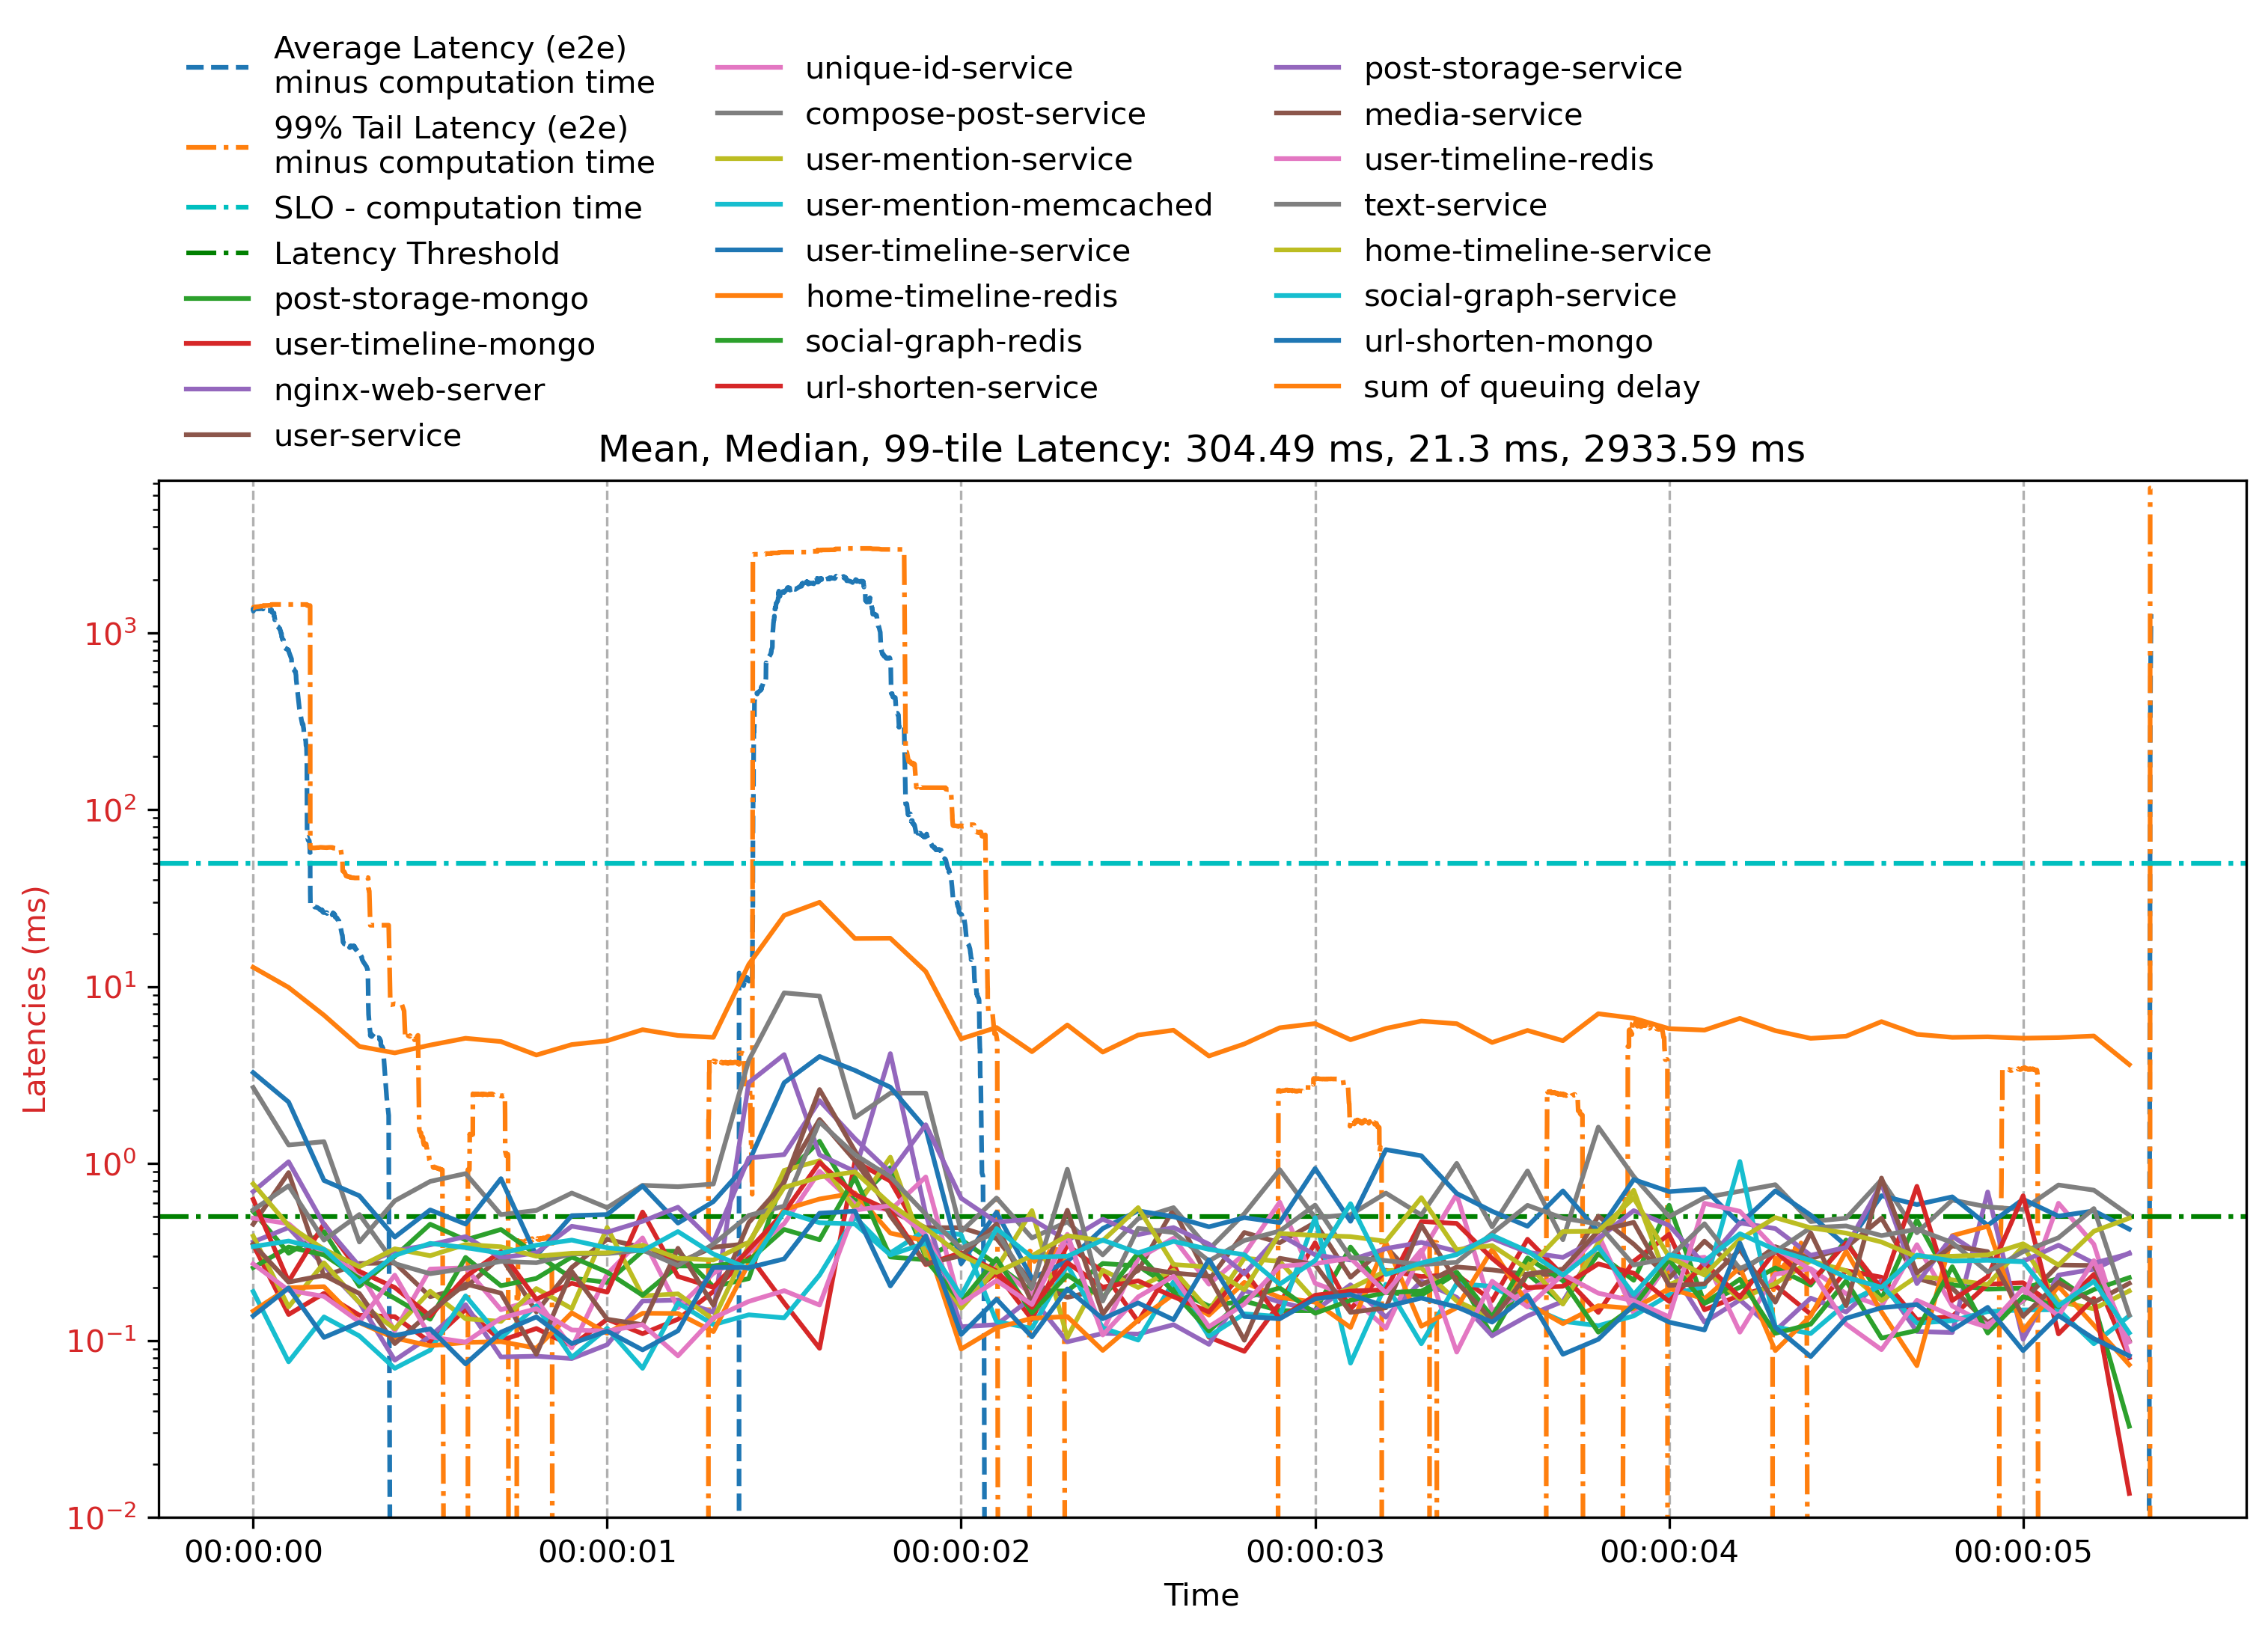 Average Latency (e2e)
minus computation time
99% Tail Latency (e2e)
minus computation time
SLO - computation time
Latency Threshold
post-storage-mongo
user-timeline-mongo
nginx-web-server
user-service
unique-id-service
compose-post-service
user-mention-service
user-mention-memcached
user-timeline-service
home-timeline-redis
social-graph-redis
url-shorten-service
post-storage-service
media-service
user-timeline-redis
text-service
home-timeline-service
social-graph-service
url-shorten-mongo
sum of queuing delay
Mean, Median, 99-tile Latency: 304.49 ms, 21.3 ms, 2933.59 ms
Latencies (ms)
10³
10²
10¹
10⁰
10⁻¹
10⁻²
00:00:00
00:00:01
00:00:02
00:00:03
00:00:04
00:00:05
Time